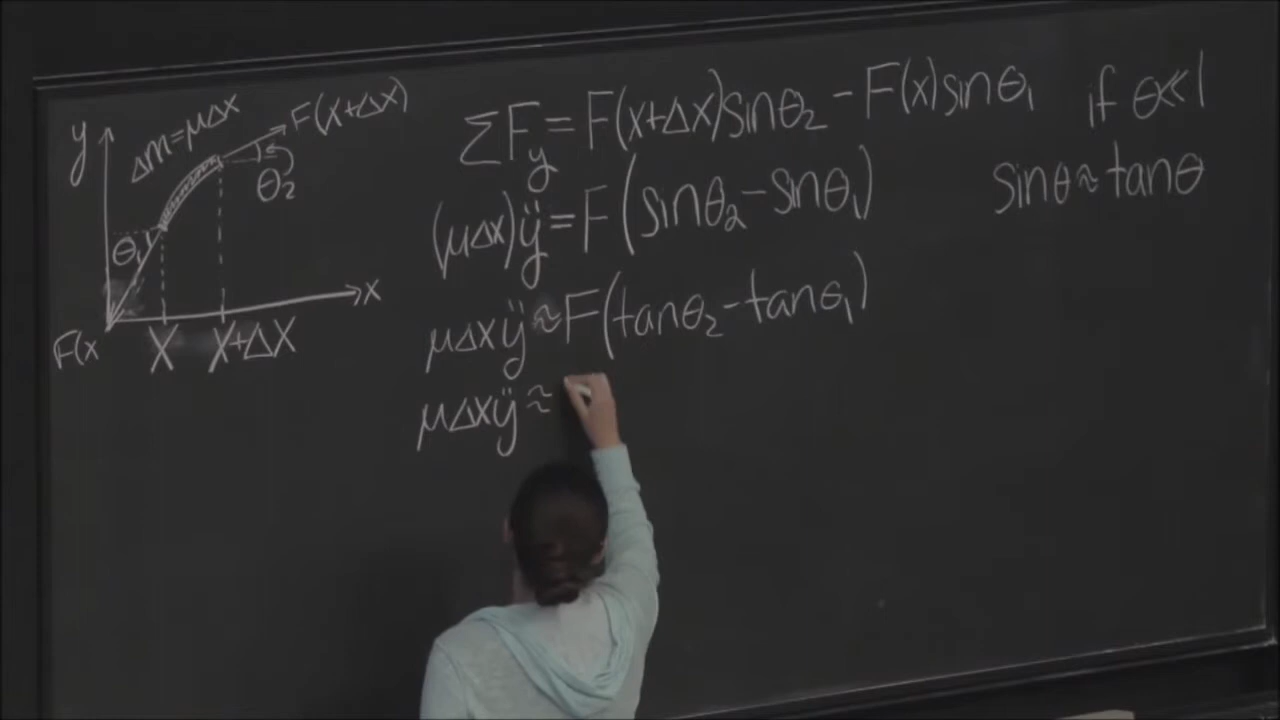 y
Δm=μΔx
F(x+Δx)
θ₂
θ₁
x
F(x
X X+ΔX
ΣF_y = F(x+Δx)sinθ₂ - F(x)sinθ₁
(μΔx)ÿ = F(sinθ₂ - sinθ₁)
μΔxÿ ≈ F(tanθ₂ - tanθ₁)
μΔxÿ ≈
if θ≪1
sinθ ≈ tanθ